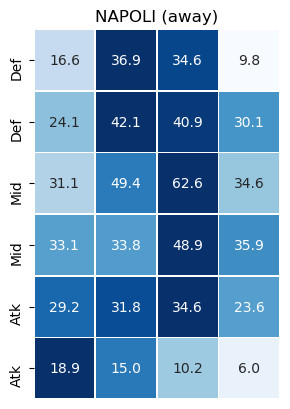 NAPOLI (away)
Def 16.6 36.9 34.6 9.8
Def 24.1 42.1 40.9 30.1
Mid 31.1 49.4 62.6 34.6
Mid 33.1 33.8 48.9 35.9
Atk 29.2 31.8 34.6 23.6
Atk 18.9 15.0 10.2 6.0